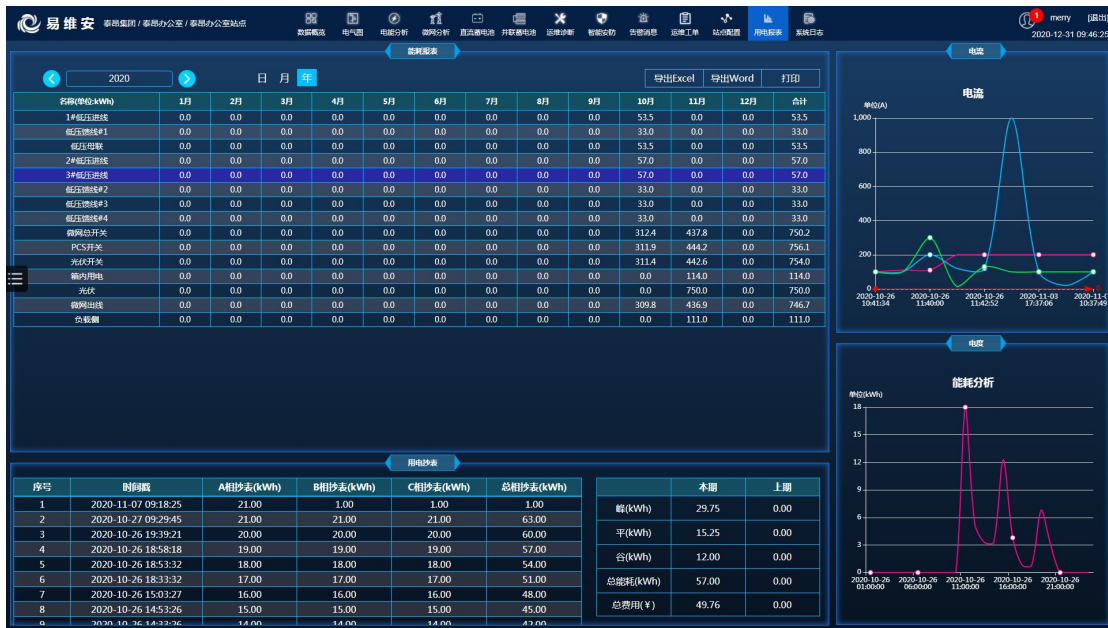 易维安 泰昂集团 / 泰昂办公室 / 泰昂办公室站点
数据概览 电气图 电能分析 微网分析 直流蓄电池 并联蓄电池 运维诊断 智能安防 告警消息 运维工单 站点配置 用电报表 系统日志
1 merry [退出]
2020-12-31 09:46:25
能耗报表
2020 日 月 年 导出Excel 导出Word 打印
名称(单位:kWh) 1月 2月 3月 4月 5月 6月 7月 8月 9月 10月 11月 12月 合计
1#低压进线 0.0 0.0 0.0 0.0 0.0 0.0 0.0 0.0 0.0 53.5 0.0 0.0 53.5
低压馈线#1 0.0 0.0 0.0 0.0 0.0 0.0 0.0 0.0 0.0 33.0 0.0 0.0 33.0
低压母联 0.0 0.0 0.0 0.0 0.0 0.0 0.0 0.0 0.0 53.5 0.0 0.0 53.5
2#低压进线 0.0 0.0 0.0 0.0 0.0 0.0 0.0 0.0 0.0 57.0 0.0 0.0 57.0
3#低压进线 0.0 0.0 0.0 0.0 0.0 0.0 0.0 0.0 0.0 57.0 0.0 0.0 57.0
低压馈线#2 0.0 0.0 0.0 0.0 0.0 0.0 0.0 0.0 0.0 33.0 0.0 0.0 33.0
低压馈线#3 0.0 0.0 0.0 0.0 0.0 0.0 0.0 0.0 0.0 33.0 0.0 0.0 33.0
低压馈线#4 0.0 0.0 0.0 0.0 0.0 0.0 0.0 0.0 0.0 33.0 0.0 0.0 33.0
微网总开关 0.0 0.0 0.0 0.0 0.0 0.0 0.0 0.0 0.0 312.4 437.8 0.0 750.2
PCS开关 0.0 0.0 0.0 0.0 0.0 0.0 0.0 0.0 0.0 311.9 444.2 0.0 756.1
光伏开关 0.0 0.0 0.0 0.0 0.0 0.0 0.0 0.0 0.0 311.4 442.6 0.0 754.0
箱内用电 0.0 0.0 0.0 0.0 0.0 0.0 0.0 0.0 0.0 0.0 114.0 0.0 114.0
光伏 0.0 0.0 0.0 0.0 0.0 0.0 0.0 0.0 0.0 0.0 750.0 0.0 750.0
微网出线 0.0 0.0 0.0 0.0 0.0 0.0 0.0 0.0 0.0 309.8 436.9 0.0 746.7
负载侧 0.0 0.0 0.0 0.0 0.0 0.0 0.0 0.0 0.0 0.0 111.0 0.0 111.0
用电抄表
序号 时间戳 A相抄表(kWh) B相抄表(kWh) C相抄表(kWh) 总相抄表(kWh)
1 2020-11-07 09:18:25 21.00 1.00 1.00 1.00
2 2020-10-27 09:29:45 21.00 21.00 21.00 63.00
3 2020-10-26 19:39:21 20.00 20.00 20.00 60.00
4 2020-10-26 18:58:18 19.00 19.00 19.00 57.00
5 2020-10-26 18:53:32 18.00 18.00 18.00 54.00
6 2020-10-26 18:33:32 17.00 17.00 17.00 51.00
7 2020-10-26 15:03:27 16.00 16.00 16.00 48.00
8 2020-10-26 14:53:26 15.00 15.00 15.00 45.00
9 2020-10-26 14:33:26 14.00 14.00 14.00 42.00
本期 上期
峰(kWh) 29.75 0.00
平(kWh) 15.25 0.00
谷(kWh) 12.00 0.00
总能耗(kWh) 57.00 0.00
总费用(¥) 49.76 0.00
电流
电流
单位(A)
1,000
800
600
400
200
0
0
2020-10-26 2020-10-26 2020-10-26 2020-11-03 2020-11-0
10:41:34 11:40:00 11:42:52 17:37:06 10:37:49
电度
能耗分析
单位(kWh)
18
15
12
9
6
3
0
2020-10-26 2020-10-26 2020-10-26 2020-10-26 2020-10-26
01:00:00 06:00:00 11:00:00 16:00:00 21:00:00